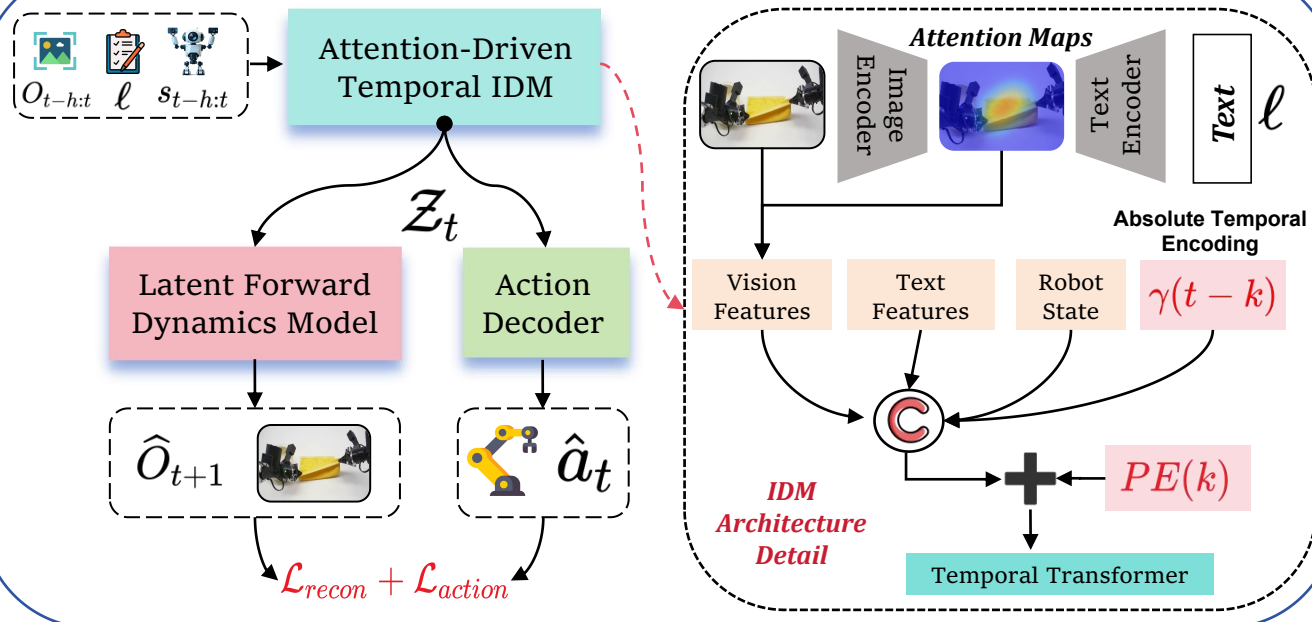 O_{t-h:t} ℓ s_{t-h:t}
Attention-Driven
Temporal IDM
Z_t
Latent Forward
Dynamics Model
Action
Decoder
Ô_{t+1}
â_t
L_{recon} + L_{action}
Attention Maps
Image
Encoder
Text
Encoder
Text
ℓ
Absolute Temporal
Encoding
Vision
Features
Text
Features
Robot
State
γ(t − k)
C
PE(k)
IDM
Architecture
Detail
Temporal Transformer